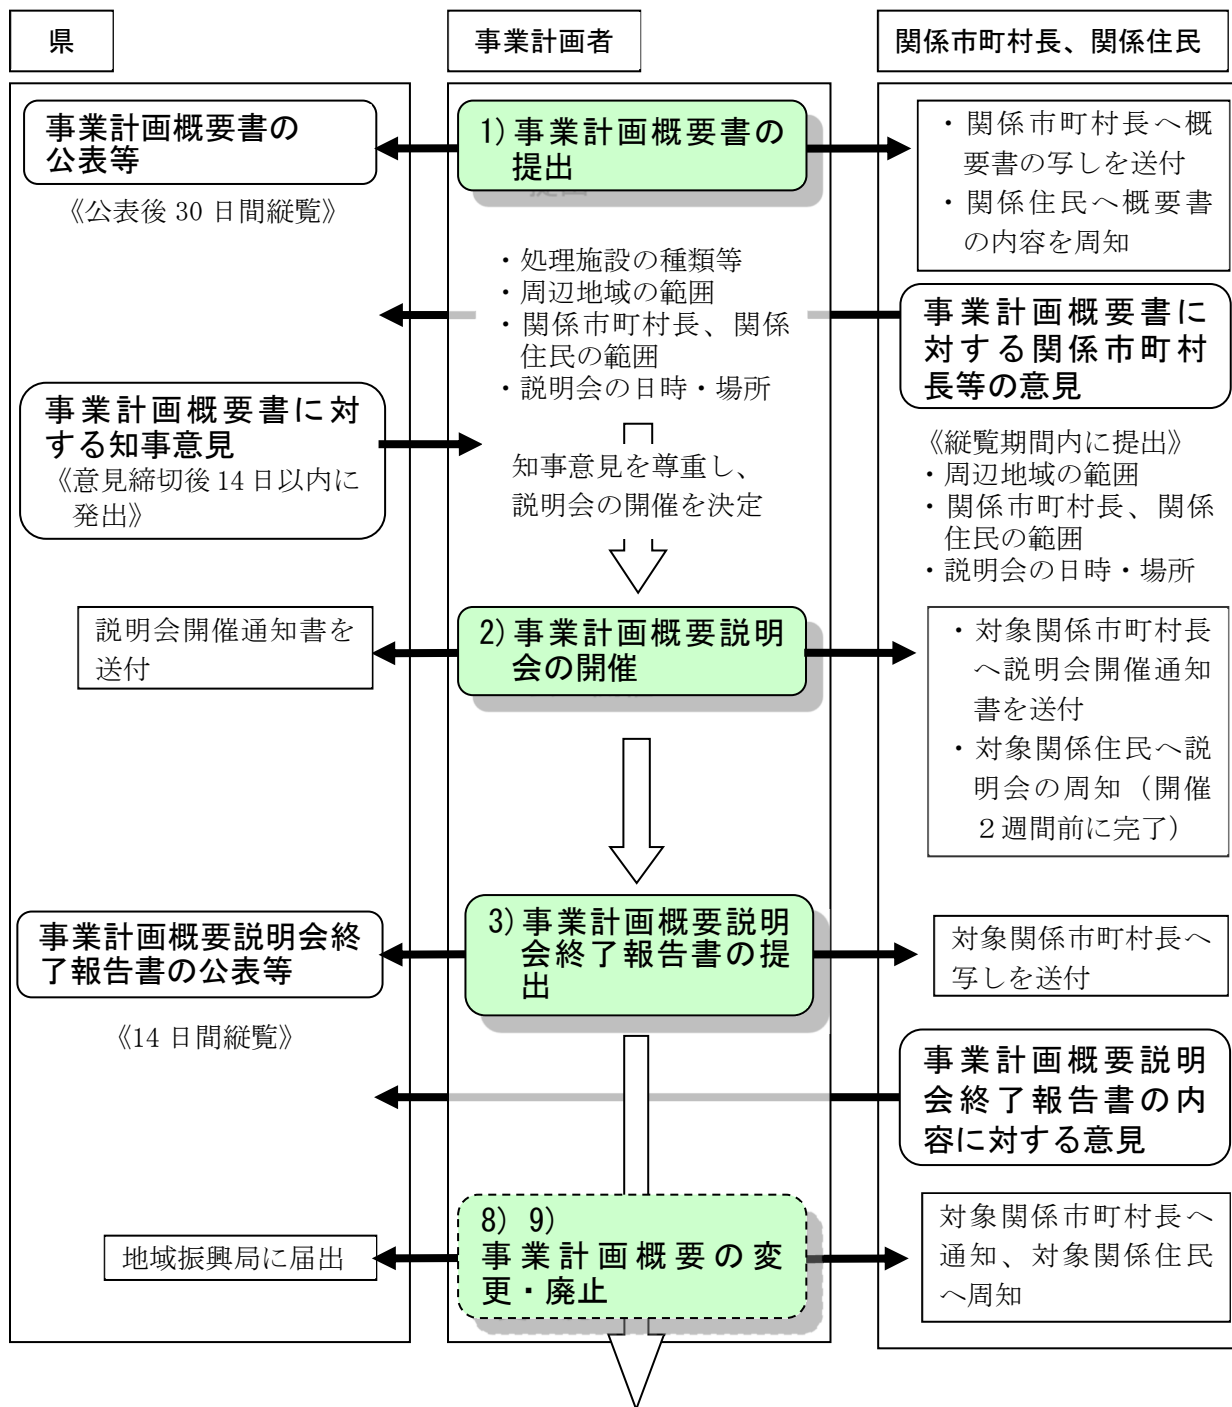 県
事業計画者
関係市町村長、関係住民
事業計画概要書の
公表等
《公表後 30 日間縦覧》
1) 事業計画概要書の
提出
・関係市町村長へ概
要書の写しを送付
・関係住民へ概要書
の内容を周知
・処理施設の種類等
・周辺地域の範囲
・関係市町村長、関係
住民の範囲
・説明会の日時・場所
事業計画概要書に
対する関係市町村
長等の意見
《縦覧期間内に提出》
・周辺地域の範囲
・関係市町村長、関係
住民の範囲
・説明会の日時・場所
事業計画概要書に対
する知事意見
《意見締切後 14 日以内に
発出》
知事意見を尊重し、
説明会の開催を決定
説明会開催通知書を
送付
2) 事業計画概要説明
会の開催
・対象関係市町村長
へ説明会開催通知
書を送付
・対象関係住民へ説
明会の周知（開催
２週間前に完了）
事業計画概要説明会終
了報告書の公表等
《14 日間縦覧》
3) 事業計画概要説明
会終了報告書の提
出
対象関係市町村長へ
写しを送付
事業計画概要説明
会終了報告書の内
容に対する意見
地域振興局に届出
8) 9)
事業計画概要の変
更・廃止
対象関係市町村長へ
通知、対象関係住民
へ周知